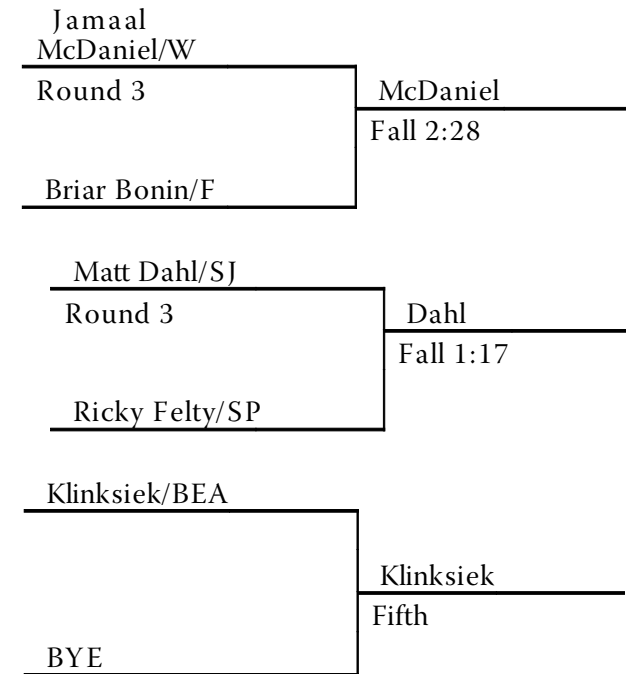 Jamaal
McDaniel/W
Round 3
McDaniel
Fall 2:28
Briar Bonin/F
Matt Dahl/SJ
Round 3
Dahl
Fall 1:17
Ricky Felty/SP
Klinksiek/BEA
Klinksiek
Fifth
BYE